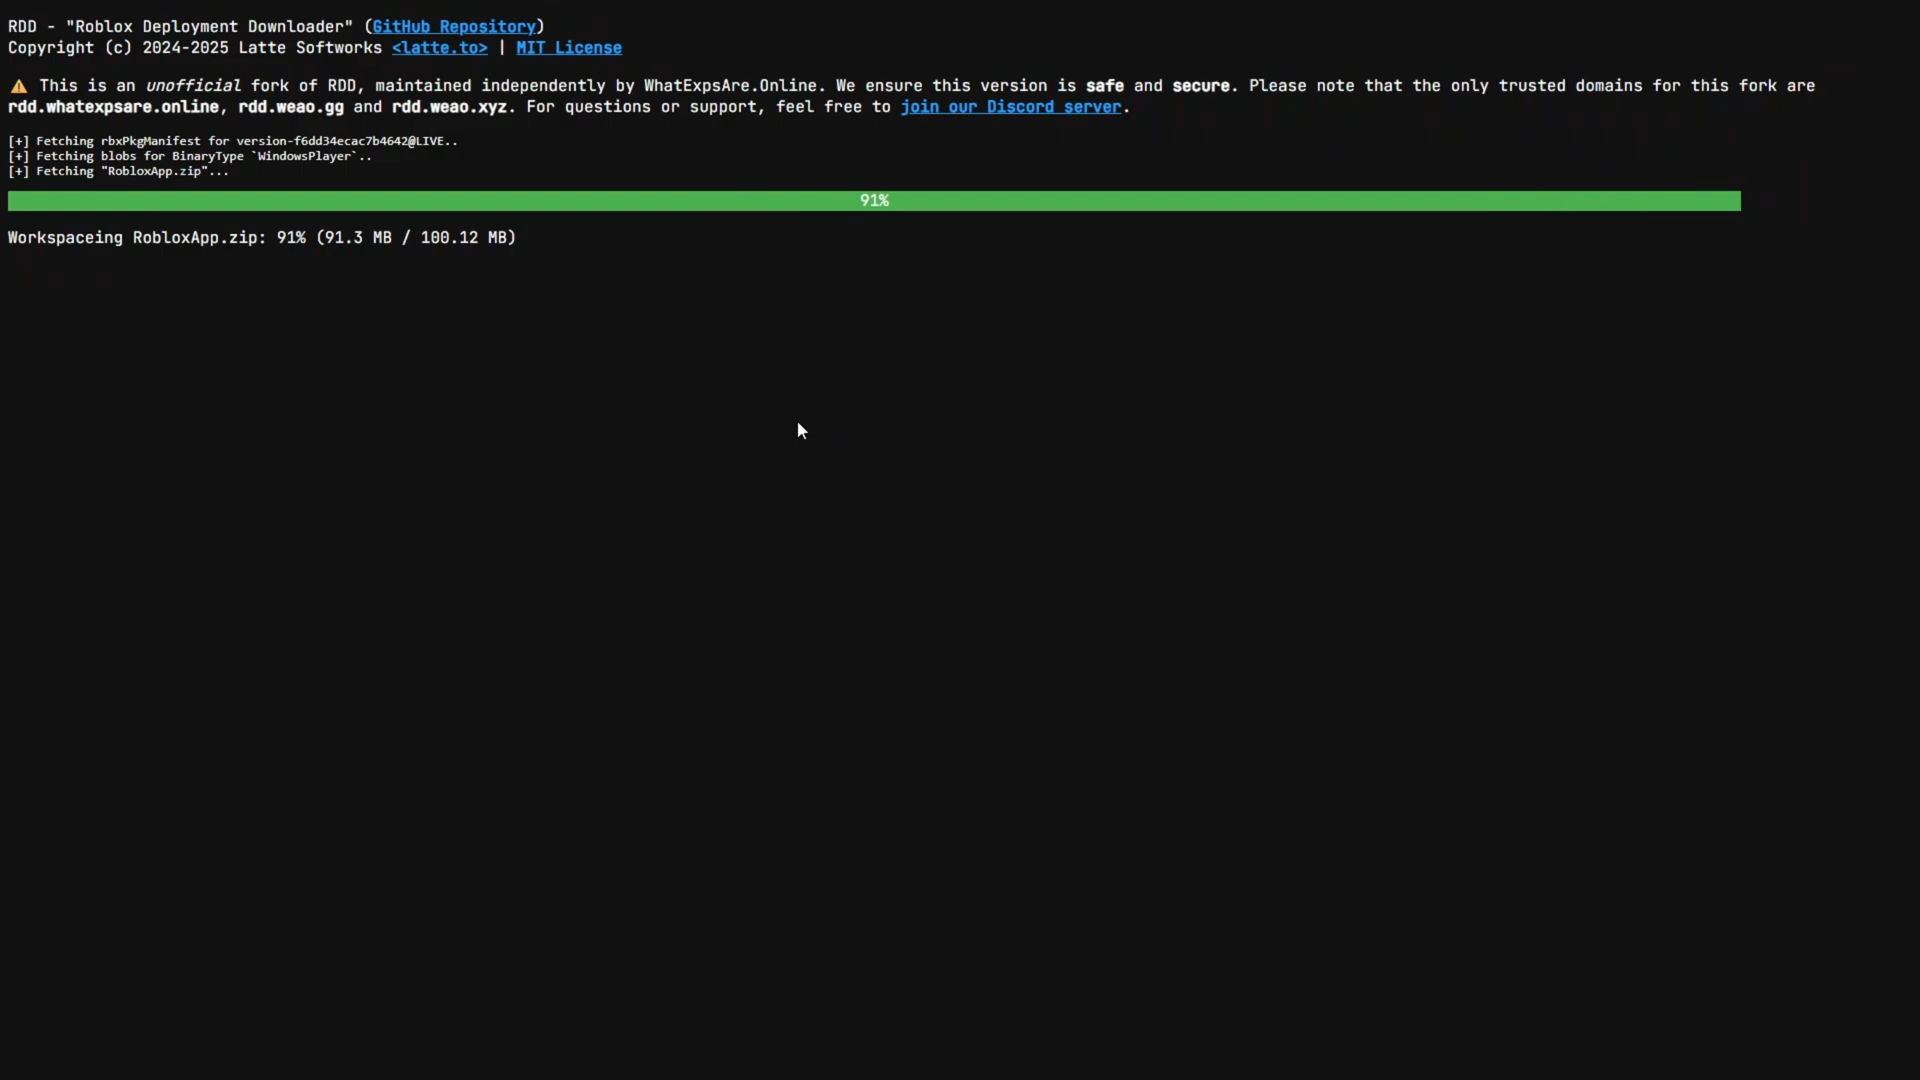 RDD - "Roblox Deployment Downloader" (GitHub Repository)
Copyright (c) 2024-2025 Latte Softworks <latte.to> | MIT License
⚠ This is an unofficial fork of RDD, maintained independently by WhatExpsAre.Online. We ensure this version is safe and secure. Please note that the only trusted domains for this fork are
rdd.whatexpsare.online, rdd.weao.gg and rdd.weao.xyz. For questions or support, feel free to join our Discord server.
[+] Fetching rbxPkgManifest for version-f6dd34ecac7b4642@LIVE..
[+] Fetching blobs for BinaryType `WindowsPlayer`..
[+] Fetching "RobloxApp.zip"...
91%
Workspaceing RobloxApp.zip: 91% (91.3 MB / 100.12 MB)